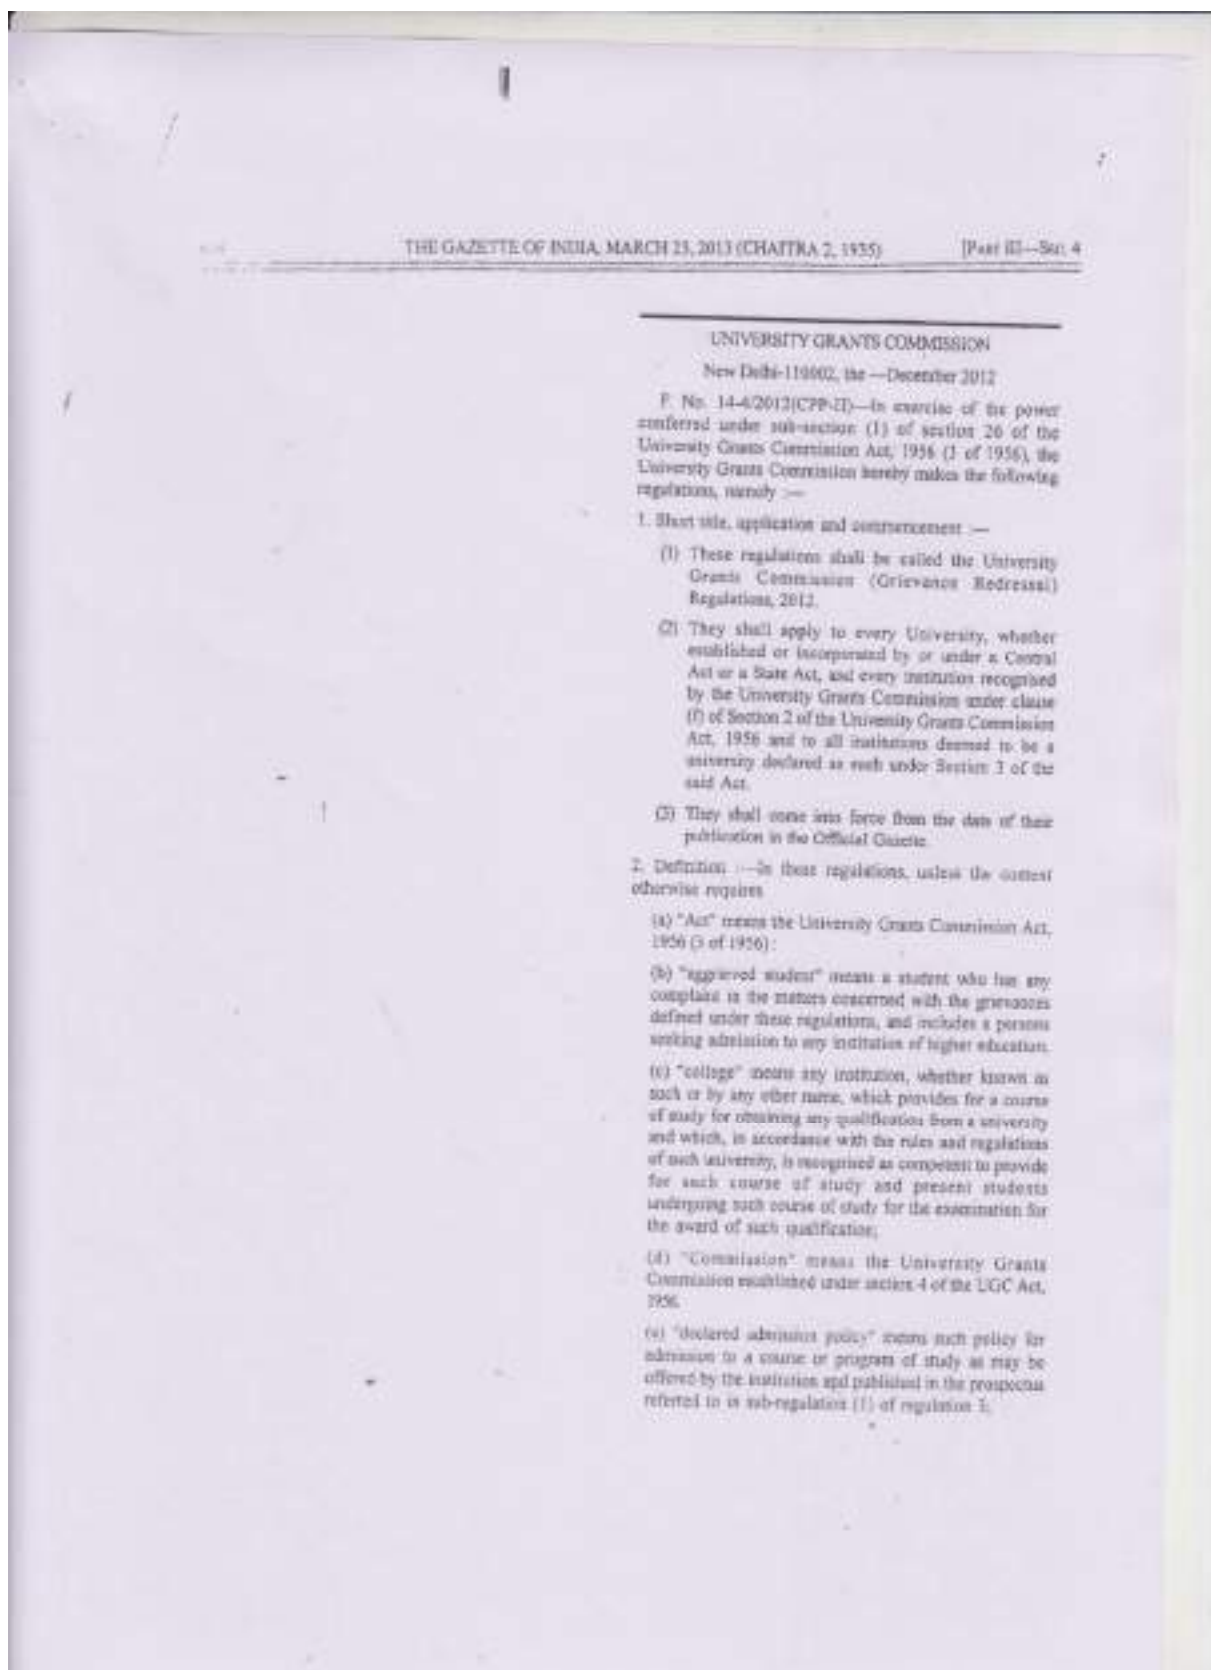 THE GAZETTE OF INDIA, MARCH 23, 2013 (CHAITRA 2, 1935) [PART III—SEC. 4
UNIVERSITY GRANTS COMMISSION
New Delhi-110002, the —December 2012
F. No. 14-4/2012(CPP-II)—In exercise of the power
conferred under sub-section (1) of section 26 of the
University Grants Commission Act, 1956 (3 of 1956), the
University Grants Commission hereby makes the following
regulations, namely :—
1. Short title, application and commencement :—
(1) These regulations shall be called the University
Grants Commission (Grievance Redressal)
Regulations, 2012.
(2) They shall apply to every University, whether
established or incorporated by or under a Central
Act or a State Act, and every institution recognised
by the University Grants Commission under clause
(f) of Section 2 of the University Grants Commission
Act, 1956 and to all institutions deemed to be a
university declared as such under Section 3 of the
said Act.
(3) They shall come into force from the date of their
publication in the Official Gazette.
2. Definition :—In these regulations, unless the context
otherwise requires
(a) "Act" means the University Grants Commission Act,
1956 (3 of 1956) :
(b) "aggrieved student" means a student who has any
complaint in the matters concerned with the grievances
defined under these regulations, and includes a persons
seeking admission to any institution of higher education.
(c) "college" means any institution, whether known as
such or by any other name, which provides for a course
of study for obtaining any qualification from a university
and which, in accordance with the rules and regulations
of such university, is recognised as competent to provide
for such course of study and present students
undergoing such course of study for the examination for
the award of such qualification;
(d) "Commission" means the University Grants
Commission established under section 4 of the UGC Act,
1956.
(e) "declared admission policy" means such policy for
admission to a course or program of study as may be
offered by the institution and published in the prospectus
referred to in sub-regulation (1) of regulation 3;